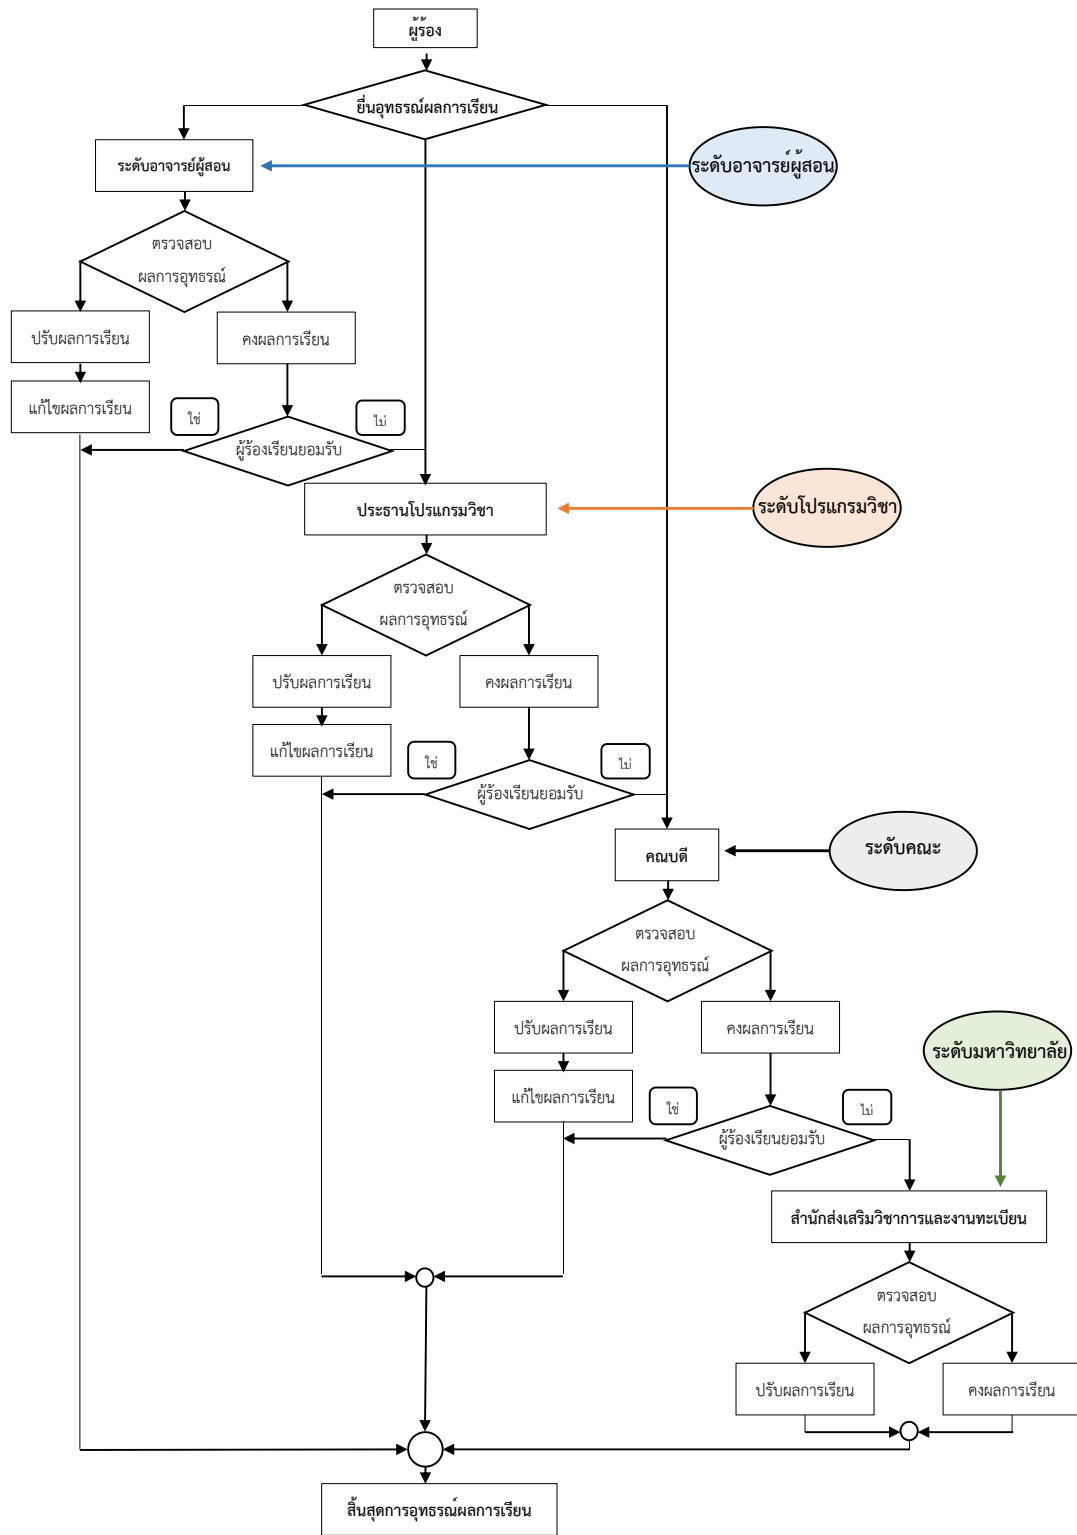 ผู้ร้อง
ยื่นอุทธรณ์ผลการเรียน
ระดับอาจารย์ผู้สอน
ระดับอาจารย์ผู้สอน
ตรวจสอบ
ผลการอุทธรณ์
ปรับผลการเรียน
คงผลการเรียน
แก้ไขผลการเรียน
ใช่
ไม่
ผู้ร้องเรียนยอมรับ
ประธานโปรแกรมวิชา
ระดับโปรแกรมวิชา
ตรวจสอบ
ผลการอุทธรณ์
ปรับผลการเรียน
คงผลการเรียน
แก้ไขผลการเรียน
ใช่
ไม่
ผู้ร้องเรียนยอมรับ
คณบดี
ระดับคณะ
ตรวจสอบ
ผลการอุทธรณ์
ปรับผลการเรียน
คงผลการเรียน
ระดับมหาวิทยาลัย
แก้ไขผลการเรียน
ใช่
ไม่
ผู้ร้องเรียนยอมรับ
สำนักส่งเสริมวิชาการและงานทะเบียน
ตรวจสอบ
ผลการอุทธรณ์
ปรับผลการเรียน
คงผลการเรียน
สิ้นสุดการอุทธรณ์ผลการเรียน